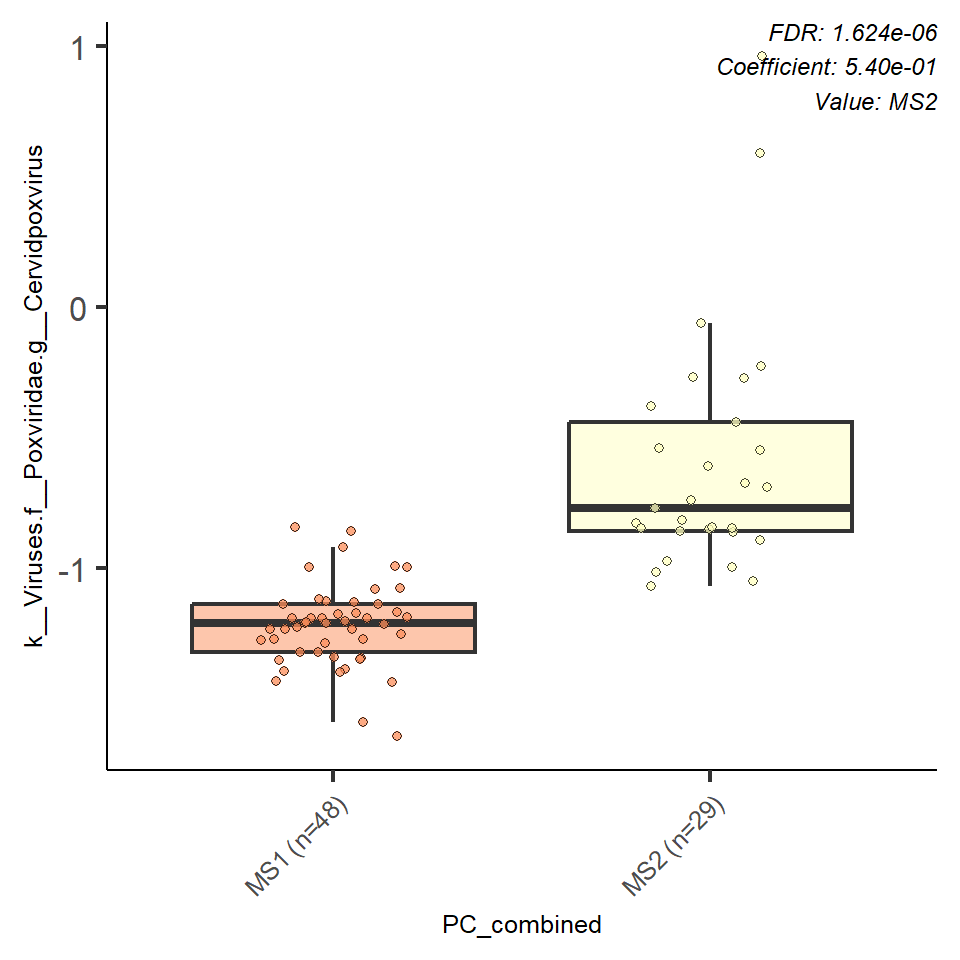 FDR: 1.624e-06
Coefficient: 5.40e-01
Value: MS2
1
0
-1
k__Viruses.f__Poxviridae.g__Cervidpoxvirus
MS1 (n=48)
MS2 (n=29)
PC_combined